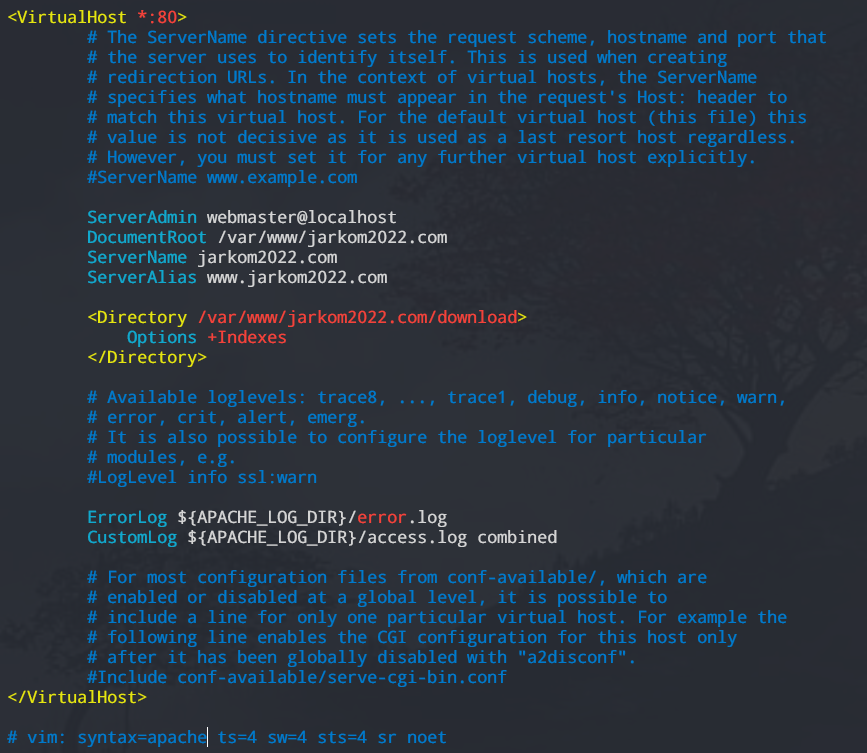 <VirtualHost *:80>
# The ServerName directive sets the request scheme, hostname and port that
# the server uses to identify itself. This is used when creating
# redirection URLs. In the context of virtual hosts, the ServerName
# specifies what hostname must appear in the request's Host: header to
# match this virtual host. For the default virtual host (this file) this
# value is not decisive as it is used as a last resort host regardless.
# However, you must set it for any further virtual host explicitly.
#ServerName www.example.com
ServerAdmin webmaster@localhost
DocumentRoot /var/www/jarkom2022.com
ServerName jarkom2022.com
ServerAlias www.jarkom2022.com
<Directory /var/www/jarkom2022.com/download>
Options +Indexes
</Directory>
# Available loglevels: trace8, ..., trace1, debug, info, notice, warn,
# error, crit, alert, emerg.
# It is also possible to configure the loglevel for particular
# modules, e.g.
#LogLevel info ssl:warn
ErrorLog ${APACHE_LOG_DIR}/error.log
CustomLog ${APACHE_LOG_DIR}/access.log combined
# For most configuration files from conf-available/, which are
# enabled or disabled at a global level, it is possible to
# include a line for only one particular virtual host. For example the
# following line enables the CGI configuration for this host only
# after it has been globally disabled with "a2disconf".
#Include conf-available/serve-cgi-bin.conf
</VirtualHost>
# vim: syntax=apache ts=4 sw=4 sts=4 sr noet